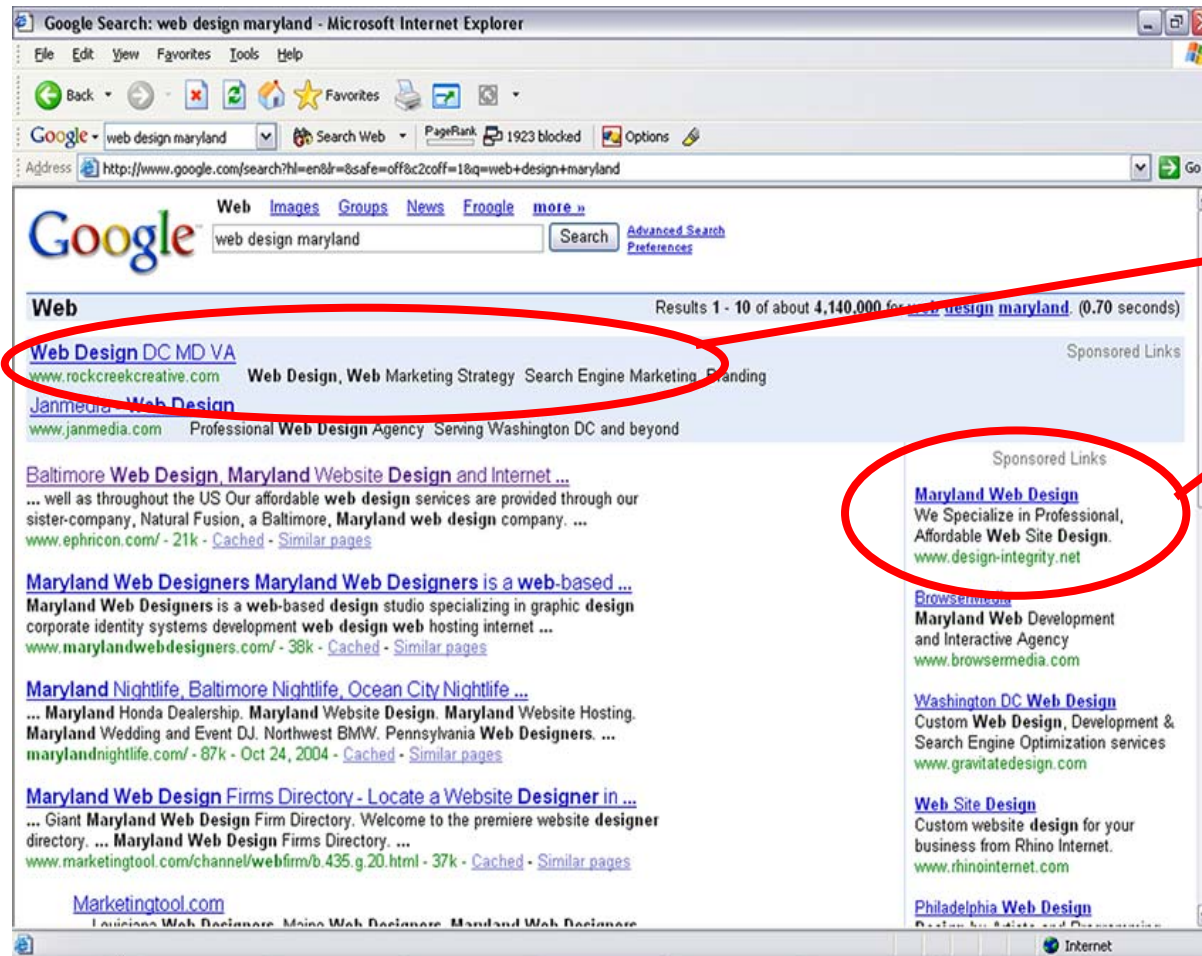 Google Search: web design maryland - Microsoft Internet Explorer
File Edit View Favorites Tools Help
Back Favorites
Google web design maryland Search Web PageRank 1923 blocked Options
Address http://www.google.com/search?hl=en&lr=&safe=off&c2coff=1&q=web+design+maryland Go
Web Images Groups News Froogle more »
Google™ web design maryland Search Advanced Search
Preferences
Web Results 1 - 10 of about 4,140,000 for web design maryland. (0.70 seconds)
Web Design DC MD VA Sponsored Links
www.rockcreekcreative.com Web Design, Web Marketing Strategy Search Engine Marketing Branding
Janmedia - Web Design
www.janmedia.com Professional Web Design Agency Serving Washington DC and beyond
Baltimore Web Design, Maryland Website Design and Internet ...
... well as throughout the US Our affordable web design services are provided through our
sister-company, Natural Fusion, a Baltimore, Maryland web design company. ...
www.ephricon.com/ - 21k - Cached - Similar pages
Maryland Web Designers Maryland Web Designers is a web-based ...
Maryland Web Designers is a web-based design studio specializing in graphic design
corporate identity systems development web design web hosting internet ...
www.marylandwebdesigners.com/ - 38k - Cached - Similar pages
Maryland Nightlife, Baltimore Nightlife, Ocean City Nightlife ...
... Maryland Honda Dealership. Maryland Website Design. Maryland Website Hosting.
Maryland Wedding and Event DJ. Northwest BMW. Pennsylvania Web Designers. ...
marylandnightlife.com/ - 87k - Oct 24, 2004 - Cached - Similar pages
Maryland Web Design Firms Directory - Locate a Website Designer in ...
... Giant Maryland Web Design Firm Directory. Welcome to the premiere website designer
directory. ... Maryland Web Design Firms Directory. ...
www.marketingtool.com/channel/webfirm/b.435.g.20.html - 37k - Cached - Similar pages
Marketingtool.com
Louisiana Web Designers, Maine Web Designers, Maryland Web Designers
Sponsored Links
Maryland Web Design
We Specialize in Professional,
Affordable Web Site Design.
www.design-integrity.net
Browsermedia
Maryland Web Development
and Interactive Agency
www.browsermedia.com
Washington DC Web Design
Custom Web Design, Development &
Search Engine Optimization services
www.gravitatedesign.com
Web Site Design
Custom website design for your
business from Rhino Internet.
www.rhinointernet.com
Philadelphia Web Design
Design by Artists and Programming
Internet